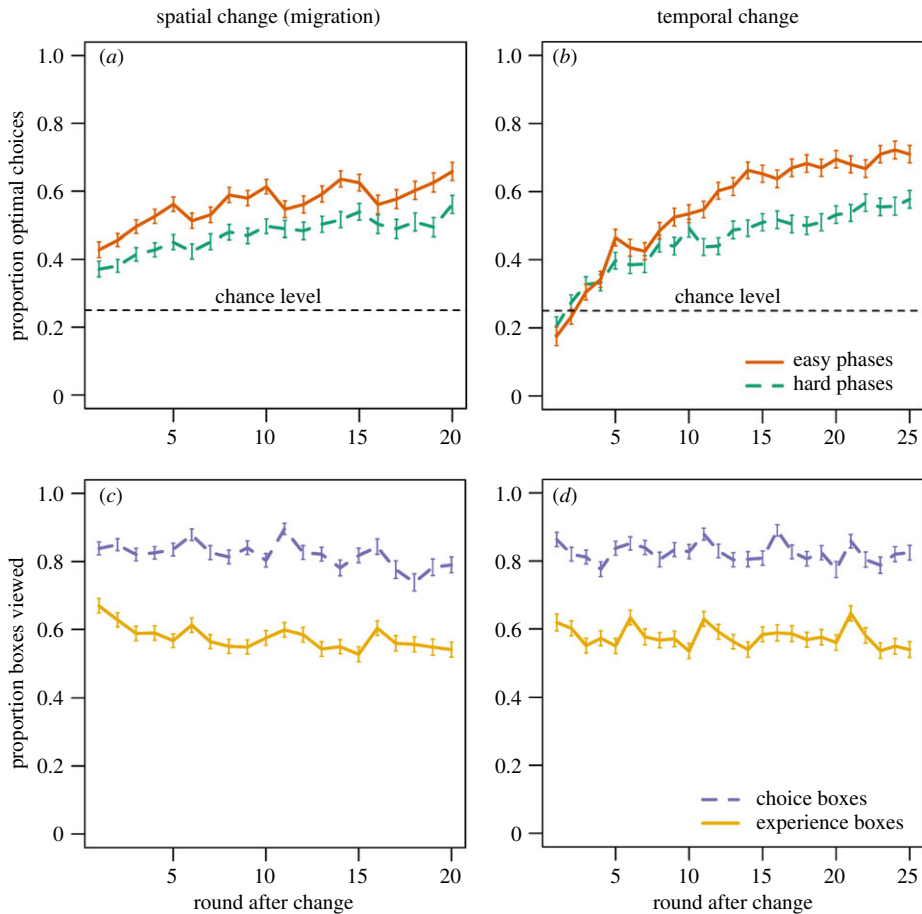 spatial change (migration)
temporal change
(a)
(b)
1.0
0.8
0.6
0.4
0.2
0
proportion optimal choices
chance level
5
10
15
20
1.0
0.8
0.6
0.4
0.2
0
chance level
easy phases
hard phases
5
10
15
20
25
(c)
(d)
1.0
0.8
0.6
0.4
0.2
0
proportion boxes viewed
5
10
15
20
round after change
1.0
0.8
0.6
0.4
0.2
0
choice boxes
experience boxes
5
10
15
20
25
round after change